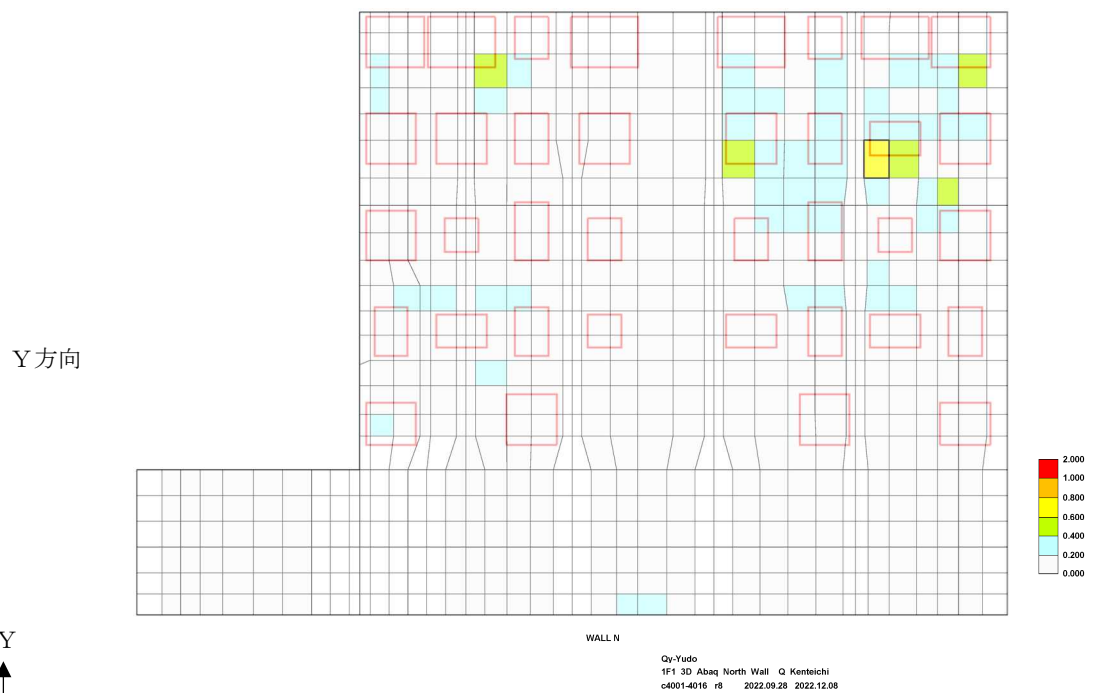 Y方向
2.000
1.000
0.800
0.600
0.400
0.200
0.000
Y
WALL N
Qy-Yudo
1F1 3D Abaq North Wall Q Kenteichi
c4001-4016 r8 2022.09.28 2022.12.08